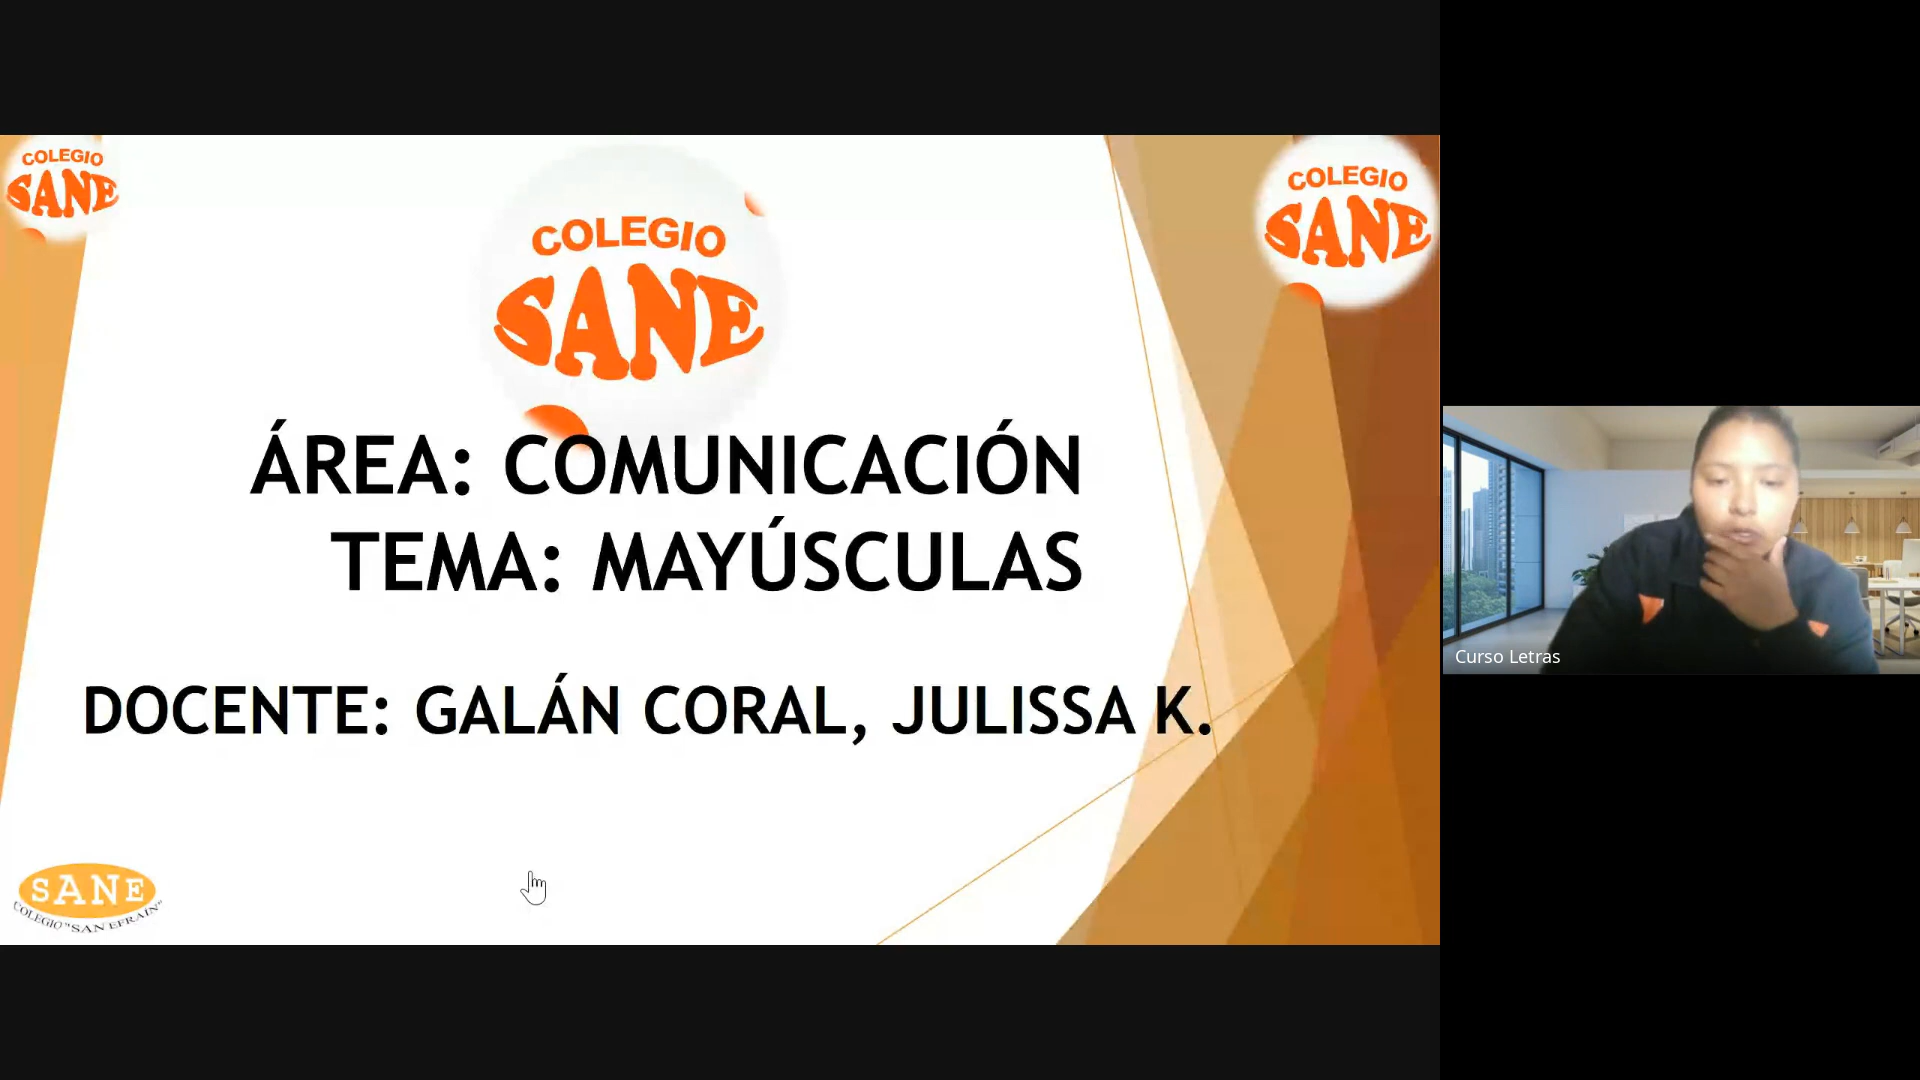 COLEGIO
SANE
COLEGIO
SANE
COLEGIO
SANE
ÁREA: COMUNICACIÓN
TEMA: MAYÚSCULAS
DOCENTE: GALÁN CORAL, JULISSA K.
Curso Letras
SANE
COLEGIO "SAN EFRAIN"